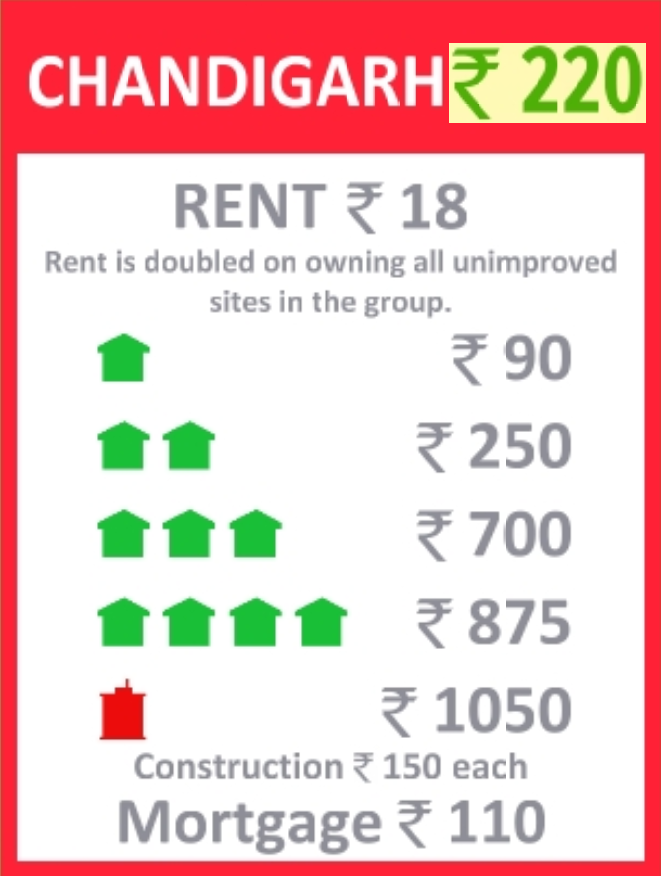 CHANDIGARH ₹ 220
RENT ₹ 18
Rent is doubled on owning all unimproved
sites in the group.
₹ 90
₹ 250
₹ 700
₹ 875
₹ 1050
Construction ₹ 150 each
Mortgage ₹ 110